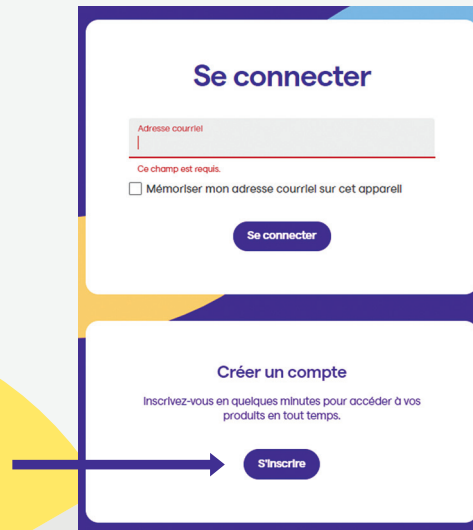 Se connecter
Adresse courriel
Ce champ est requis.
Mémoriser mon adresse courriel sur cet appareil
Se connecter
Créer un compte
Inscrivez-vous en quelques minutes pour accéder à vos
produits en tout temps.
S'inscrire